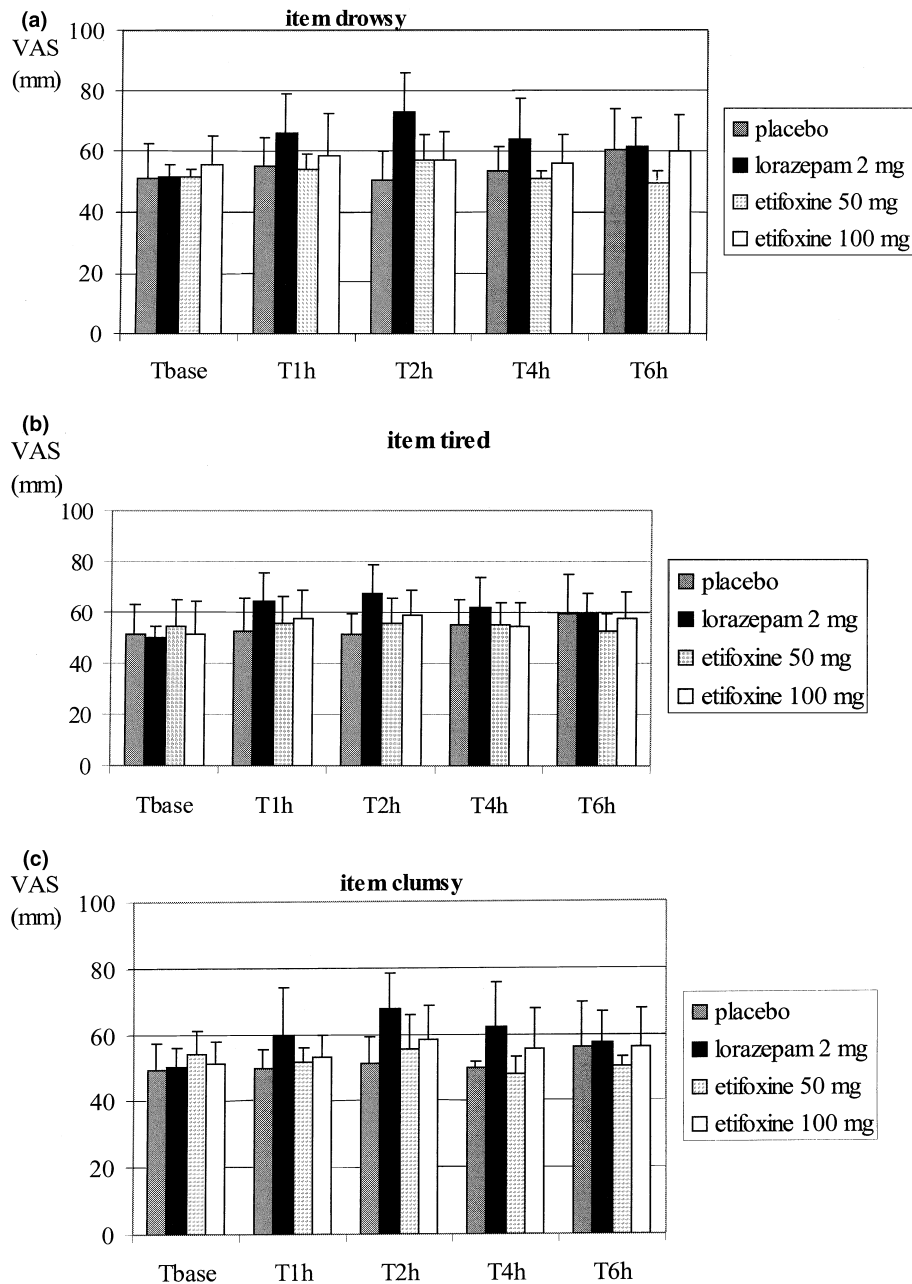 (a)
item drowsy
VAS
(mm)
100
80
60
40
20
0
Tbase T1h T2h T4h T6h
placebo
lorazepam 2 mg
etifoxine 50 mg
etifoxine 100 mg
(b)
item tired
VAS
(mm)
100
80
60
40
20
0
Tbase T1h T2h T4h T6h
placebo
lorazepam 2 mg
etifoxine 50 mg
etifoxine 100 mg
(c)
item clumsy
VAS
(mm)
100
80
60
40
20
0
Tbase T1h T2h T4h T6h
placebo
lorazepam 2 mg
etifoxine 50 mg
etifoxine 100 mg